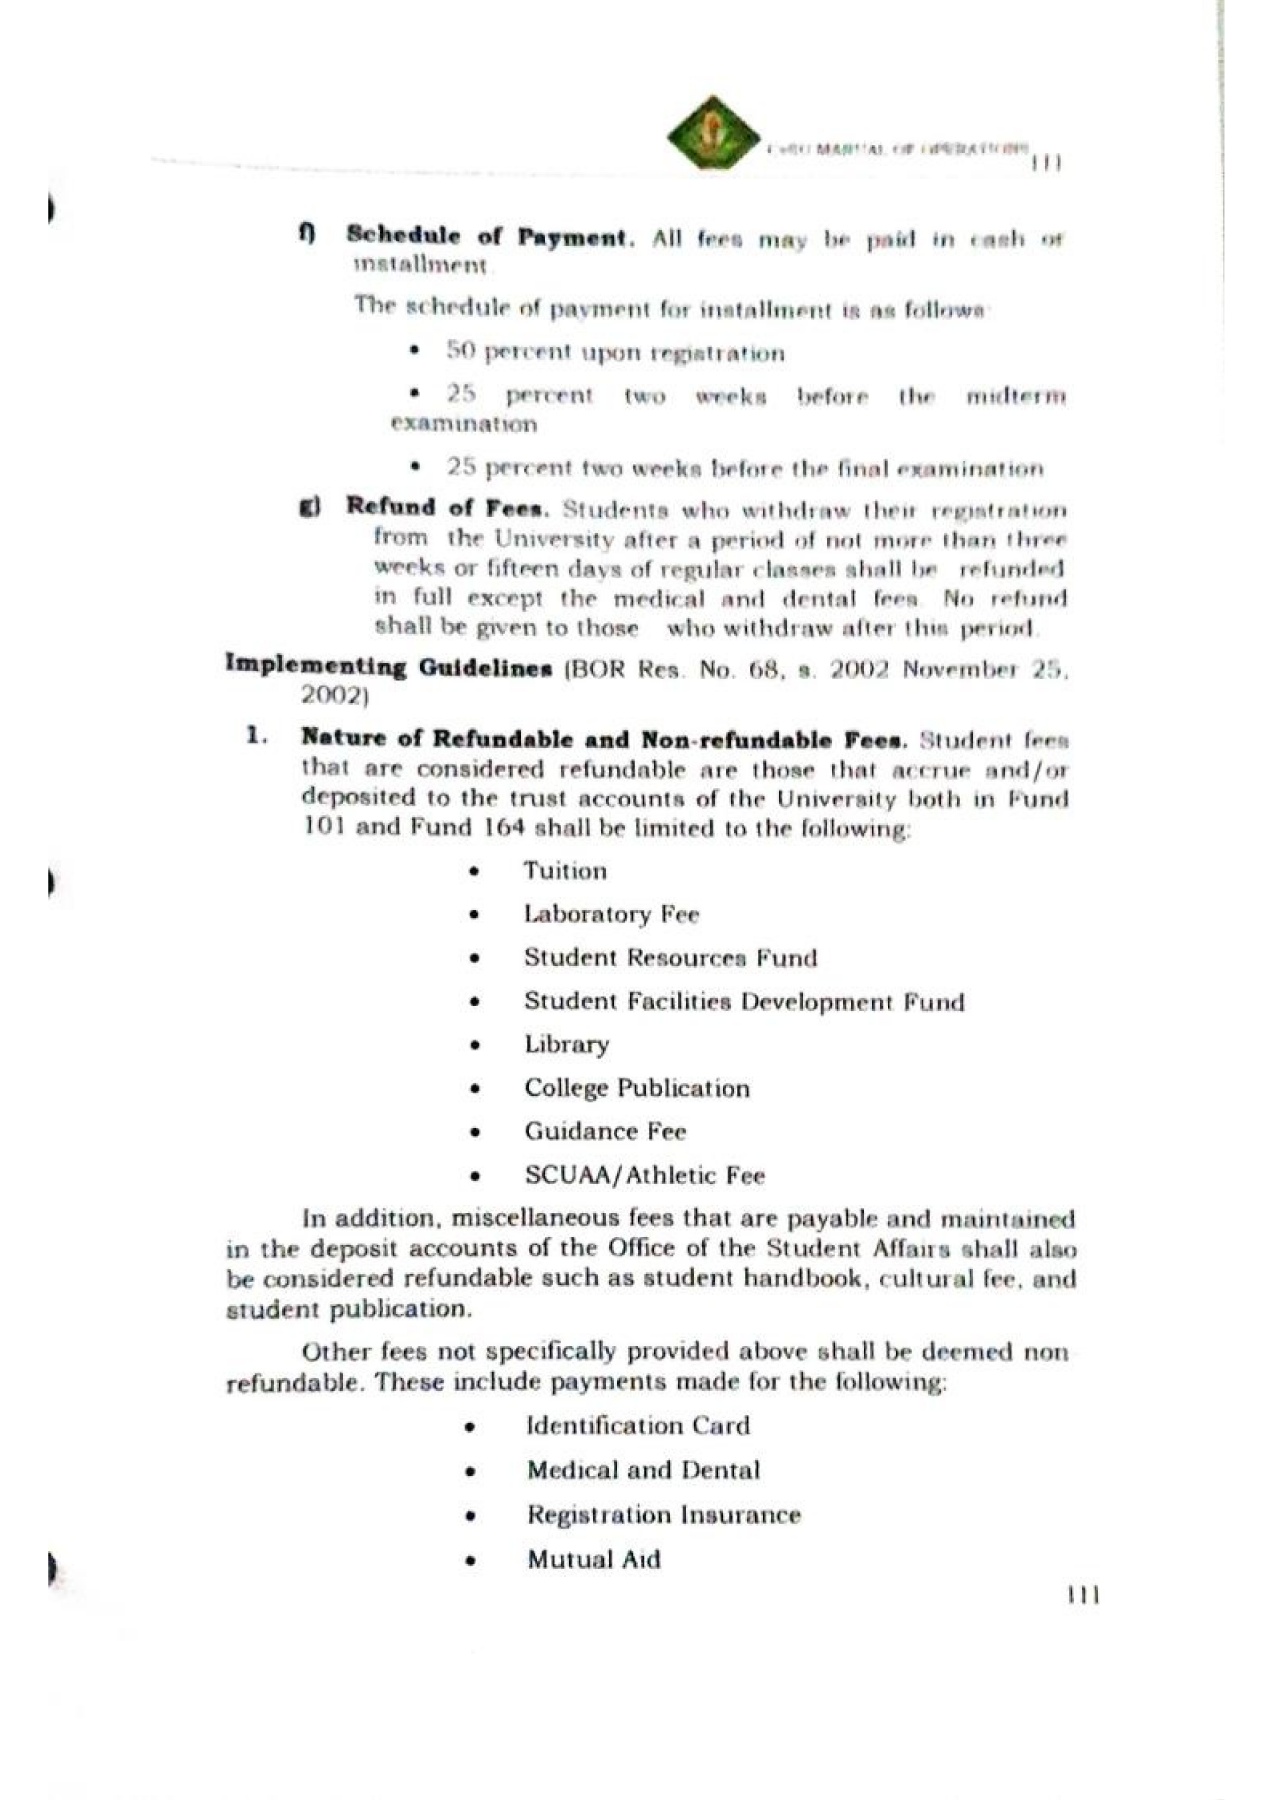 MANUAL OF OPERATIONS
111
f) Schedule of Payment. All fees may be paid in cash or
installment
The schedule of payment for installment is as follows
• 50 percent upon registration
• 25 percent two weeks before the midterm
examination
• 25 percent two weeks before the final examination
g) Refund of Fees. Students who withdraw their registration
from the University after a period of not more than three
weeks or fifteen days of regular classes shall be refunded
in full except the medical and dental fees. No refund
shall be given to those who withdraw after this period.
Implementing Guidelines (BOR Res. No. 68, s. 2002 November 25,
2002)
1. Nature of Refundable and Non-refundable Fees. Student fees
that are considered refundable are those that accrue and/or
deposited to the trust accounts of the University both in Fund
101 and Fund 164 shall be limited to the following:
• Tuition
• Laboratory Fee
• Student Resources Fund
• Student Facilities Development Fund
• Library
• College Publication
• Guidance Fee
• SCUAA/Athletic Fee
In addition, miscellaneous fees that are payable and maintained
in the deposit accounts of the Office of the Student Affairs shall also
be considered refundable such as student handbook, cultural fee, and
student publication.
Other fees not specifically provided above shall be deemed non
refundable. These include payments made for the following:
• Identification Card
• Medical and Dental
• Registration Insurance
• Mutual Aid
111